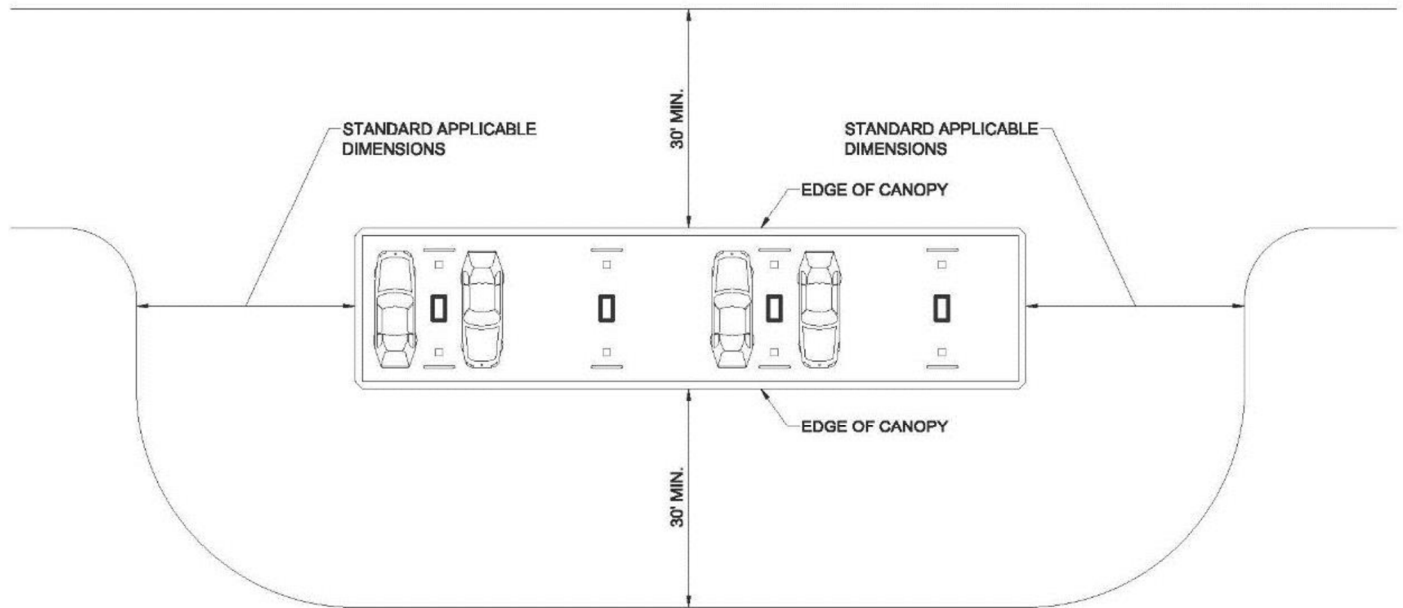 30' MIN.
STANDARD APPLICABLE
DIMENSIONS
STANDARD APPLICABLE
DIMENSIONS
EDGE OF CANOPY
EDGE OF CANOPY
30' MIN.